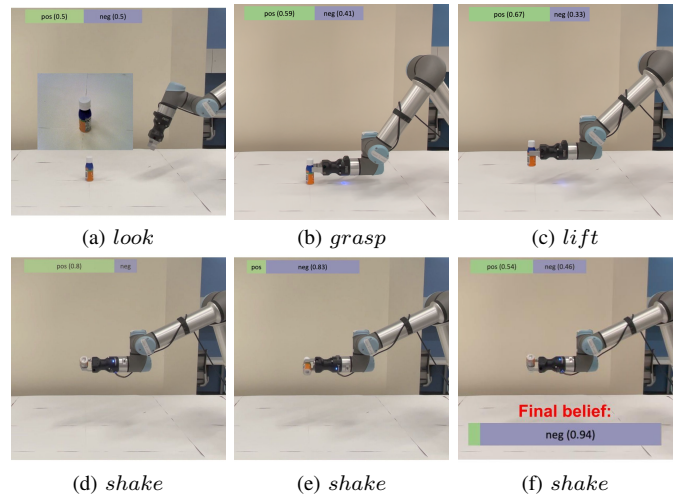 pos (0.5) neg (0.5)
pos (0.59) neg (0.41)
pos (0.67) neg (0.33)
(a) look
(b) grasp
(c) lift
pos (0.8) neg
pos neg (0.83)
pos (0.54) neg (0.46)
Final belief:
neg (0.94)
(d) shake
(e) shake
(f) shake